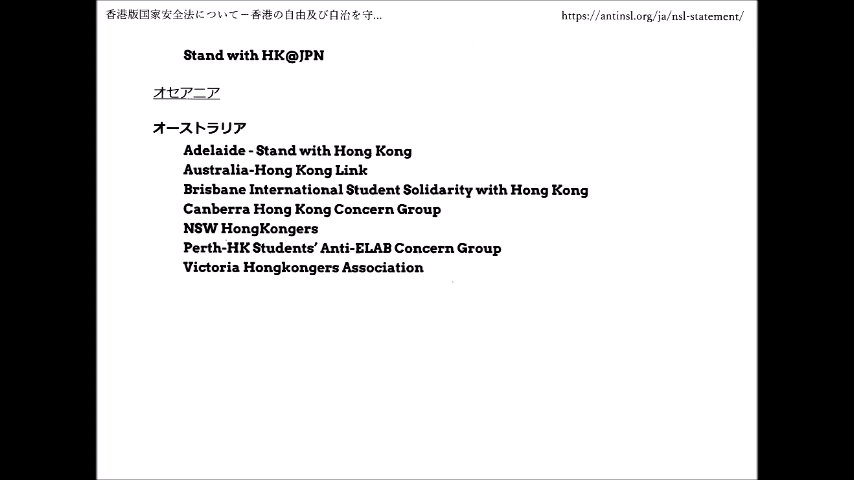 香港版国家安全法について－香港の自由及び自治を守...
https://antinsl.org/ja/nsl-statement/
Stand with HK@JPN
オセアニア
オーストラリア
Adelaide - Stand with Hong Kong
Australia-Hong Kong Link
Brisbane International Student Solidarity with Hong Kong
Canberra Hong Kong Concern Group
NSW HongKongers
Perth-HK Students’ Anti-ELAB Concern Group
Victoria Hongkongers Association